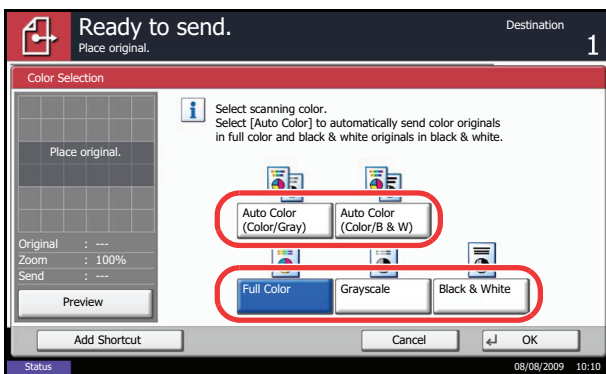 Ready to send.
Destination
Place original.
1
Color Selection
Place original.
i
Select scanning color.
Select [Auto Color] to automatically send color originals
in full color and black & white originals in black & white.
Auto Color
(Color/Gray)
Auto Color
(Color/B & W)
Original : ---
Zoom : 100%
Send : ---
Full Color
Grayscale
Black & White
Preview
Add Shortcut
Cancel
OK
Status
08/08/2009 10:10